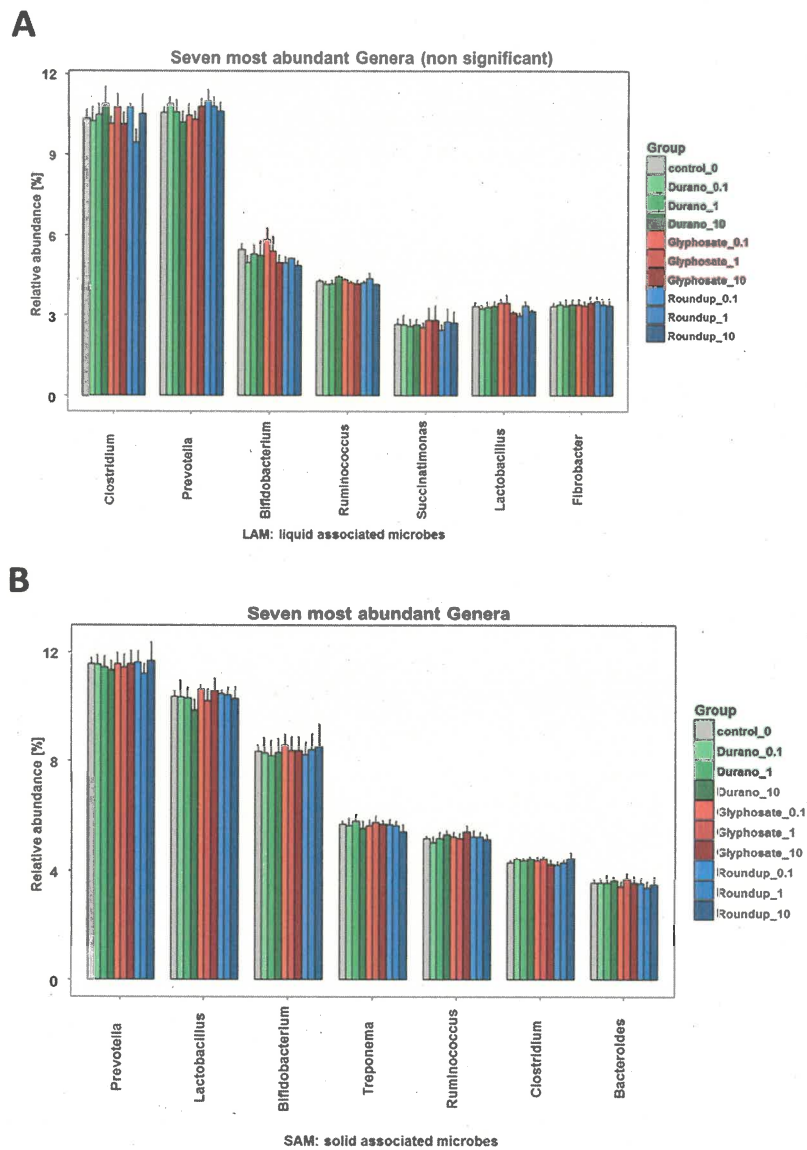 A
Seven most abundant Genera (non significant)
Relative abundance [%]
12
9
6
3
0
Clostridium
Prevotella
Bifidobacterium
Ruminococcus
Succinatimonas
Lactobacillus
Fibrobacter
LAM: liquid associated microbes
Group
control_0
Durano_0.1
Durano_1
Durano_10
Glyphosate_0.1
Glyphosate_1
Glyphosate_10
Roundup_0.1
Roundup_1
Roundup_10
B
Seven most abundant Genera
Relative abundance [%]
12
8
4
0
Prevotella
Lactobacillus
Bifidobacterium
Treponema
Ruminococcus
Clostridium
Bacteroides
SAM: solid associated microbes
Group
control_0
Durano_0.1
Durano_1
Durano_10
Glyphosate_0.1
Glyphosate_1
Glyphosate_10
Roundup_0.1
Roundup_1
Roundup_10